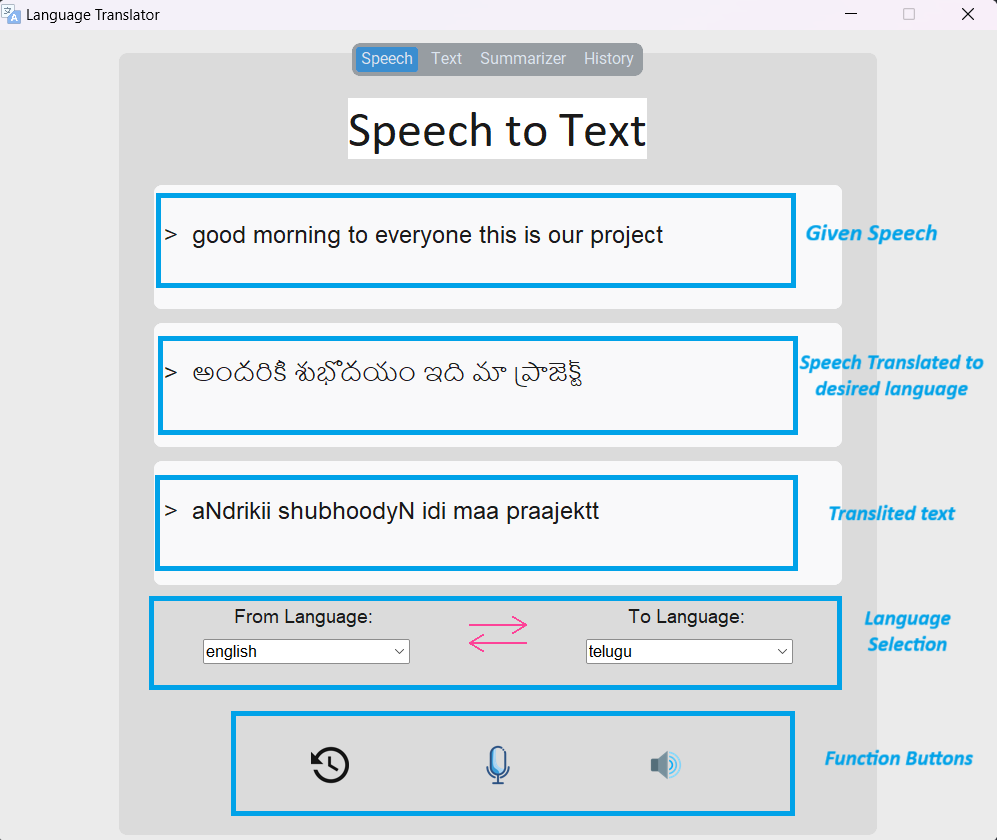 Language Translator
Speech Text Summarizer History
Speech to Text
> good morning to everyone this is our project
Given Speech
> అందరికీ శుభోదయం ఇది మా ప్రాజెక్ట్
Speech Translated to
desired language
> aNdrikii shubhoodyN idi maa praajektt
Translited text
From Language: To Language:
english telugu
Language
Selection
Function Buttons